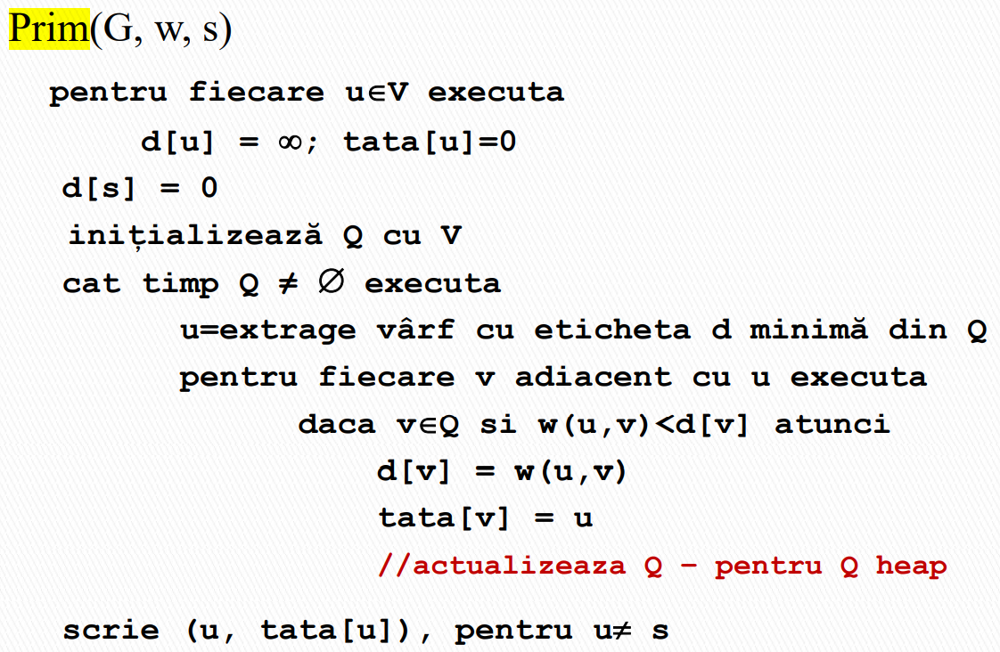 Prim(G, w, s)
pentru fiecare u∈V executa
d[u] = ∞; tata[u]=0
d[s] = 0
inițializează Q cu V
cat timp Q ≠ ∅ executa
u=extrage vârf cu eticheta d minimă din Q
pentru fiecare v adiacent cu u executa
daca v∈Q si w(u,v)<d[v] atunci
d[v] = w(u,v)
tata[v] = u
//actualizeaza Q – pentru Q heap
scrie (u, tata[u]), pentru u≠ s